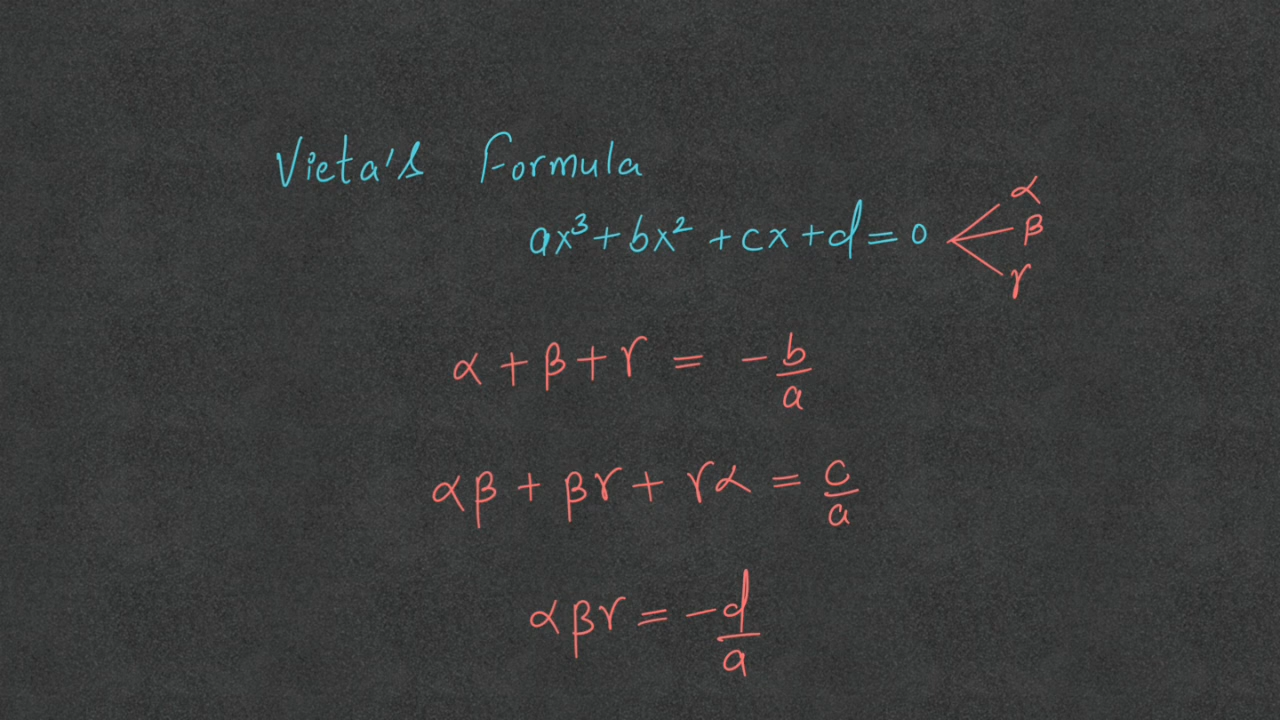 Vieta's Formula
ax³+bx²+cx+d=0
α
β
γ
α+β+γ = -b/a
αβ+βγ+γα = c/a
αβγ = -d/a